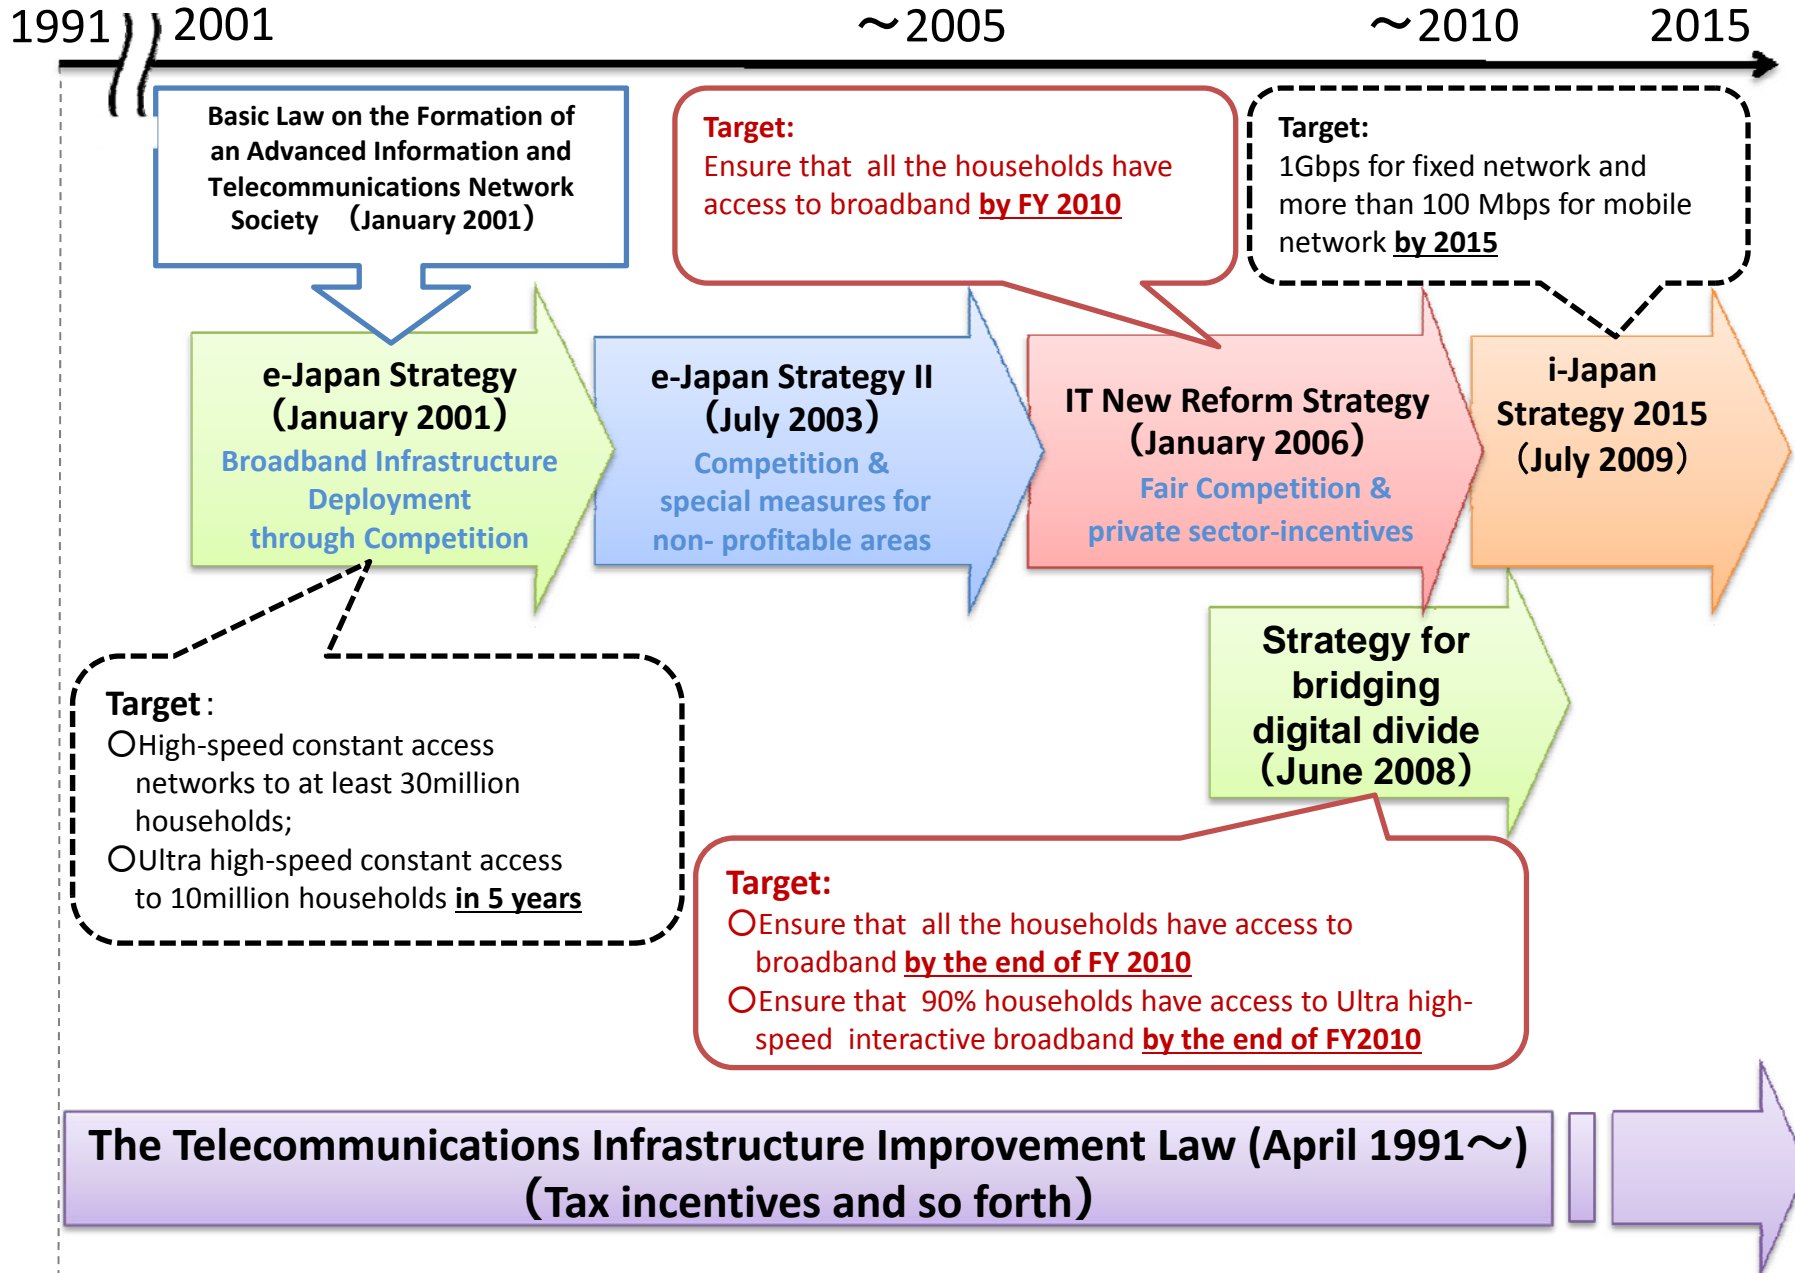 1991
2001
～2005
～2010
2015
Basic Law on the Formation of
an Advanced Information and
Telecommunications Network
Society （January 2001）
Target:
Ensure that all the households have
access to broadband by FY 2010
Target:
1Gbps for fixed network and
more than 100 Mbps for mobile
network by 2015
e-Japan Strategy
（January 2001）
Broadband Infrastructure
Deployment
through Competition
e-Japan Strategy II
（July 2003）
Competition &
special measures for
non- profitable areas
IT New Reform Strategy
（January 2006）
Fair Competition &
private sector-incentives
i-Japan
Strategy 2015
（July 2009）
Strategy for
bridging
digital divide
（June 2008）
Target：
○High-speed constant access
networks to at least 30million
households;
○Ultra high-speed constant access
to 10million households in 5 years
Target:
○Ensure that all the households have access to
broadband by the end of FY 2010
○Ensure that 90% households have access to Ultra high-
speed interactive broadband by the end of FY2010
The Telecommunications Infrastructure Improvement Law (April 1991～)
（Tax incentives and so forth）